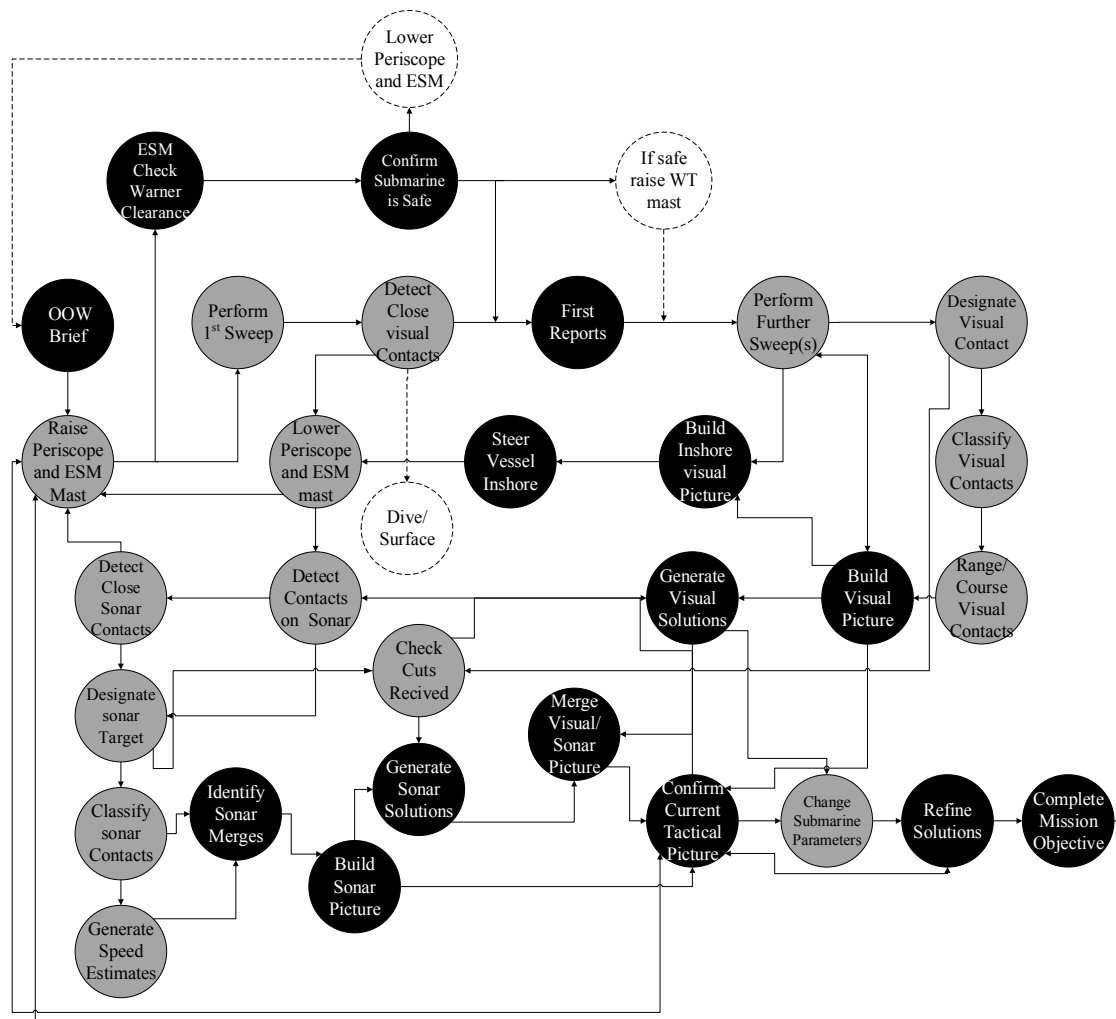 Lower
Periscope
and ESM
ESM
Check
Warner
Clearance
Confirm
Submarine
is Safe
If safe
raise WT
mast
OOW
Brief
Perform
1st Sweep
Detect
Close
visual
Contacts
First
Reports
Perform
Further
Sweep(s)
Designate
Visual
Contact
Raise
Periscope
and ESM
Mast
Lower
Periscope
and ESM
mast
Steer
Vessel
Inshore
Build
Inshore
visual
Picture
Classify
Visual
Contacts
Dive/
Surface
Detect
Close
Sonar
Contacts
Detect
Contacts
on Sonar
Generate
Visual
Solutions
Build
Visual
Picture
Range/
Course
Visual
Contacts
Check
Cuts
Recived
Designate
sonar
Target
Merge
Visual/
Sonar
Picture
Generate
Sonar
Solutions
Classify
sonar
Contacts
Identify
Sonar
Merges
Confirm
Current
Tactical
Picture
Change
Submarine
Parameters
Refine
Solutions
Complete
Mission
Objective
Build
Sonar
Picture
Generate
Speed
Estimates